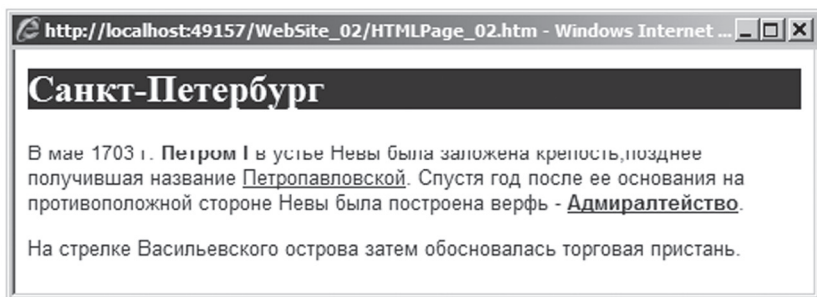 http://localhost:49157/WebSite_02/HTMLPage_02.htm - Windows Internet ...
Санкт-Петербург
В мае 1703 г. Петром I в устье Невы была заложена крепость,позднее
получившая название Петропавловской. Спустя год после ее основания на
противоположной стороне Невы была построена верфь - Адмиралтейство.
На стрелке Васильевского острова затем обосновалась торговая пристань.